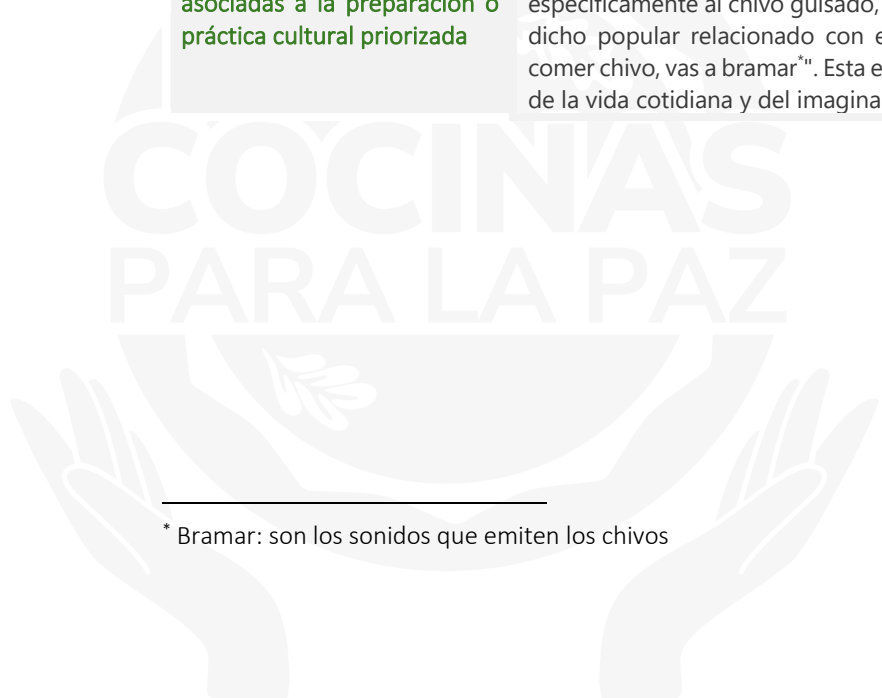 asociadas a la preparación o
práctica cultural priorizada
específicamente al chivo guisado,
dicho popular relacionado con e
comer chivo, vas a bramar*". Esta e
de la vida cotidiana y del imagina
COCINAS
PARA LA PAZ
* Bramar: son los sonidos que emiten los chivos